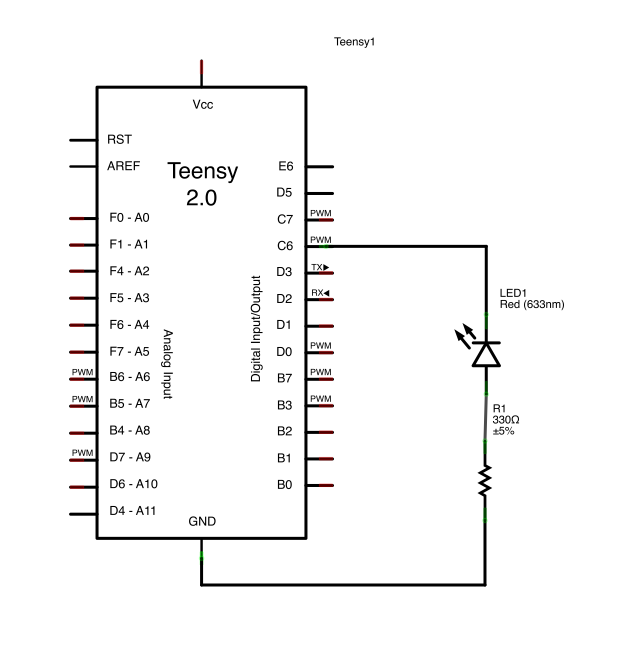 Teensy1
Vcc
RST
AREF
Teensy
2.0
F0 - A0
F1 - A1
F4 - A2
F5 - A3
F6 - A4
F7 - A5
PWM B6 - A6
PWM B5 - A7
B4 - A8
PWM D7 - A9
D6 - A10
D4 - A11
Analog Input
Digital Input/Output
E6
D5
C7 PWM
C6 PWM
D3 TX▶
D2 RX◀
D1
D0 PWM
B7 PWM
B3 PWM
B2
B1
B0
GND
LED1
Red (633nm)
R1
330Ω
±5%